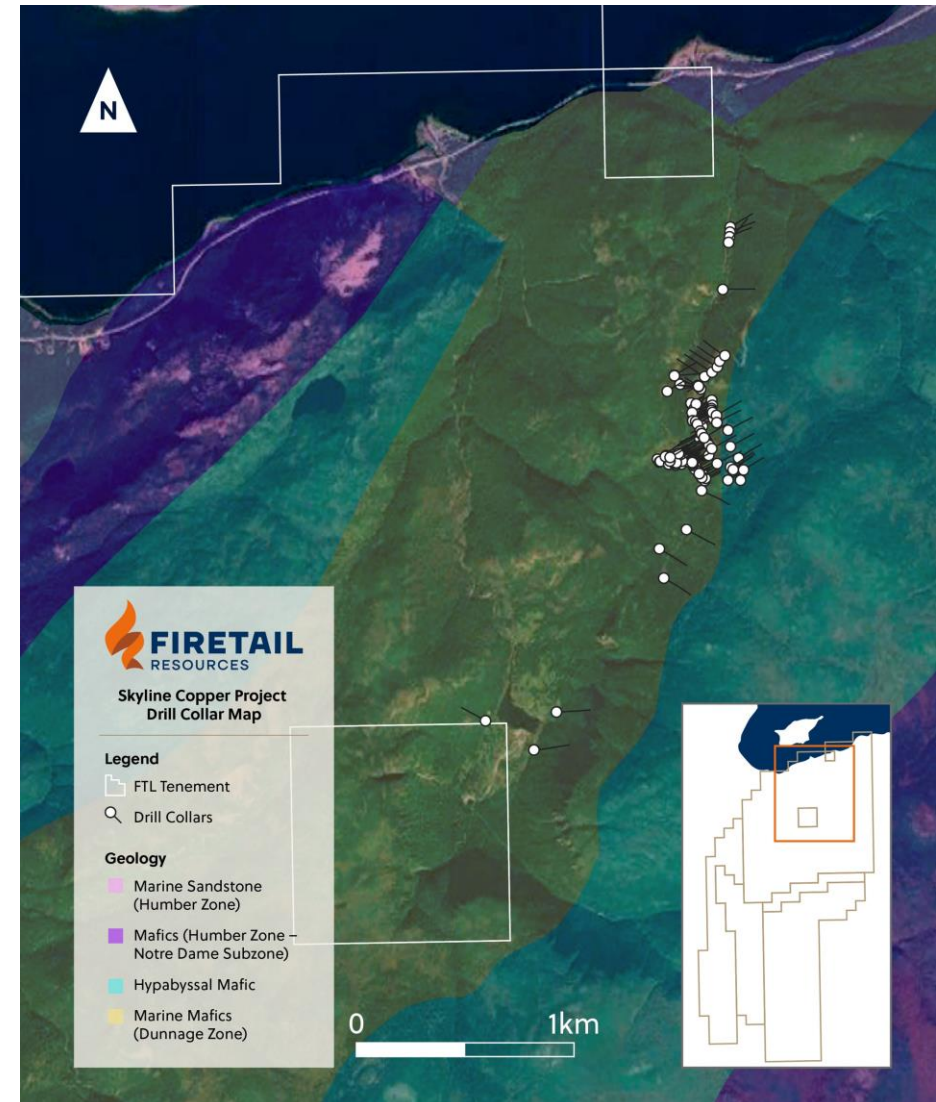 N
FIRETAIL
RESOURCES
Skyline Copper Project
Drill Collar Map
Legend
FTL Tenement
Drill Collars
Geology
Marine Sandstone
(Humber Zone)
Mafics (Humber Zone –
Notre Dame Subzone)
Hypabyssal Mafic
Marine Mafics
(Dunnage Zone)
0 1km